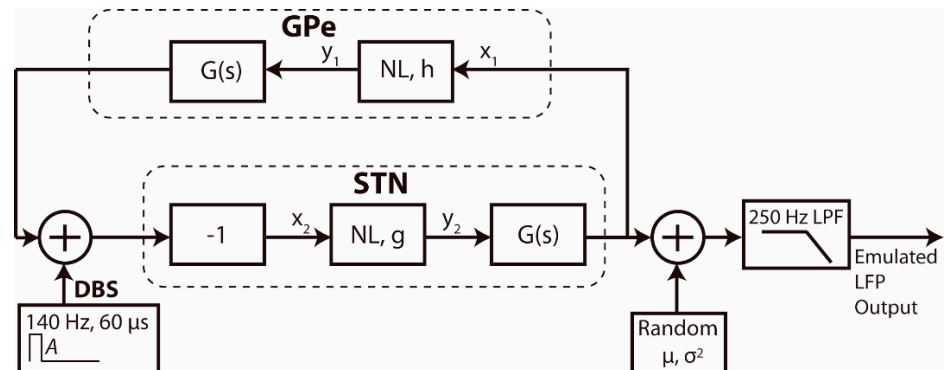 GPe
G(s)
y₁
NL, h
x₁
STN
-1
x₂
NL, g
y₂
G(s)
+
+
250 Hz LPF
Emulated
LFP
Output
DBS
140 Hz, 60 µs
A
Random
µ, σ²